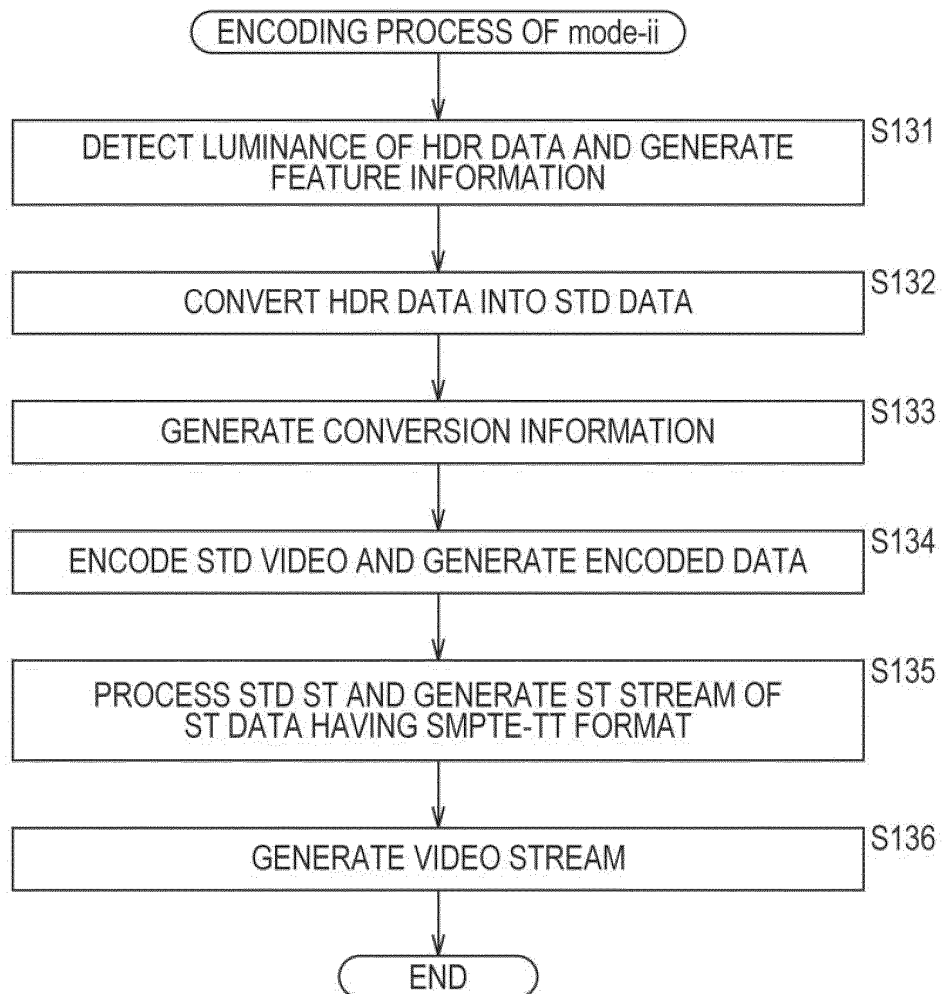 ENCODING PROCESS OF mode-ii
S131
DETECT LUMINANCE OF HDR DATA AND GENERATE
FEATURE INFORMATION
S132
CONVERT HDR DATA INTO STD DATA
S133
GENERATE CONVERSION INFORMATION
S134
ENCODE STD VIDEO AND GENERATE ENCODED DATA
S135
PROCESS STD ST AND GENERATE ST STREAM OF
ST DATA HAVING SMPTE-TT FORMAT
S136
GENERATE VIDEO STREAM
END